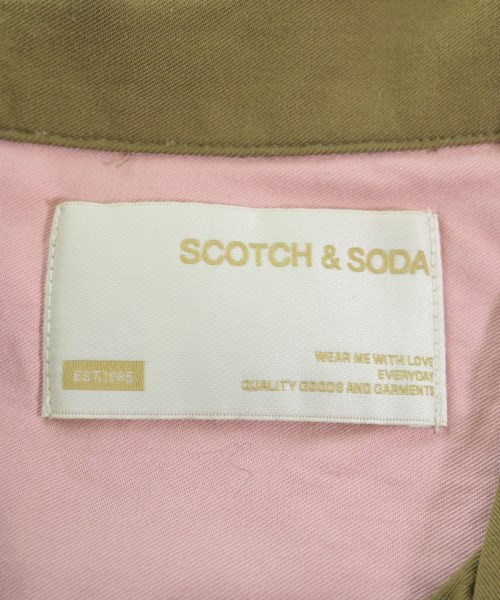 SCOTCH & SODA
WEAR ME WITH LOVE
EVERYDAY
EST.1985
QUALITY GOODS AND GARMENTS